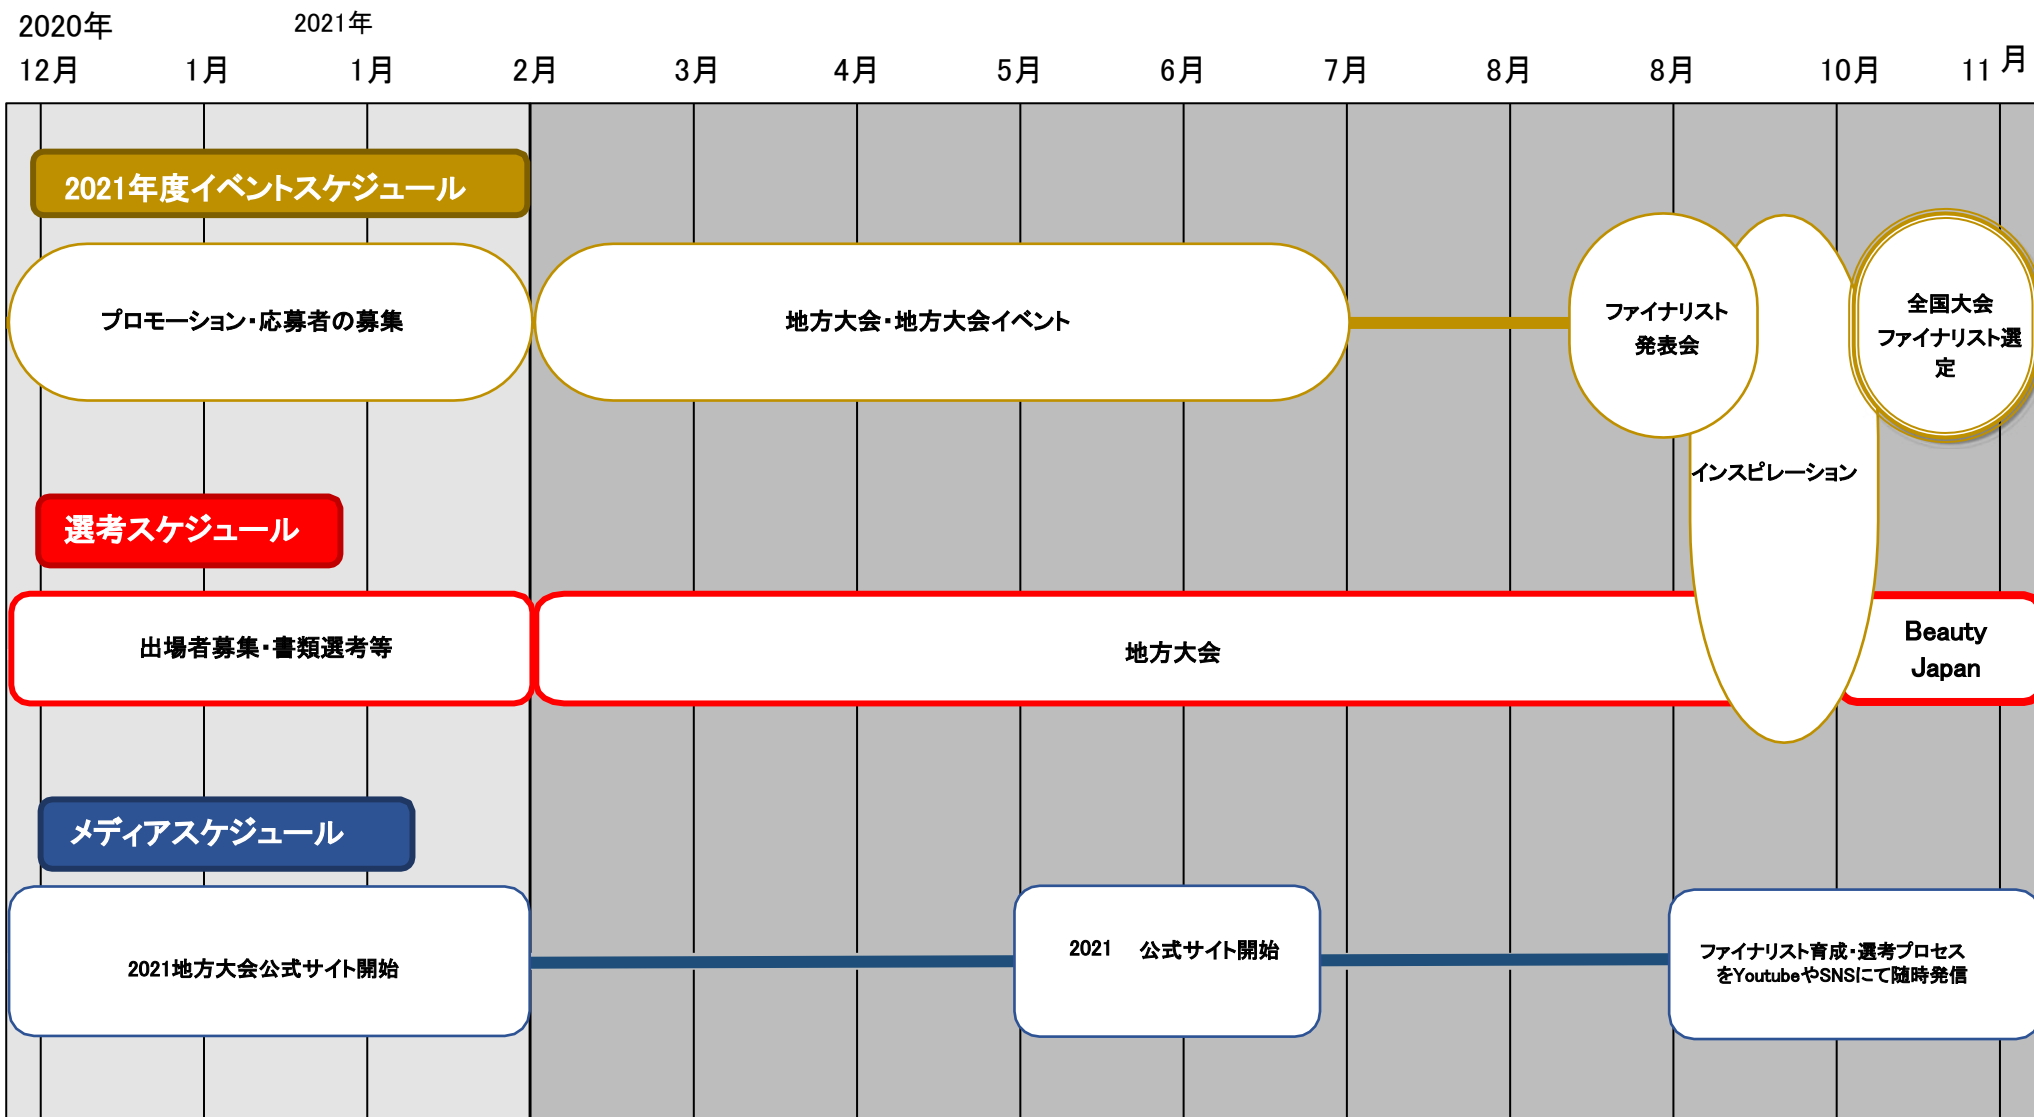 2020年 2021年
12月 1月 1月 2月 3月 4月 5月 6月 7月 8月 8月 10月 11月
2021年度イベントスケジュール
プロモーション・応募者の募集
地方大会・地方大会イベント
ファイナリスト
発表会
全国大会
ファイナリスト選
定
インスピレーション
選考スケジュール
出場者募集・書類選考等
地方大会
Beauty
Japan
メディアスケジュール
2021地方大会公式サイト開始
2021 公式サイト開始
ファイナリスト育成・選考プロセス
をYoutubeやSNSにて随時発信